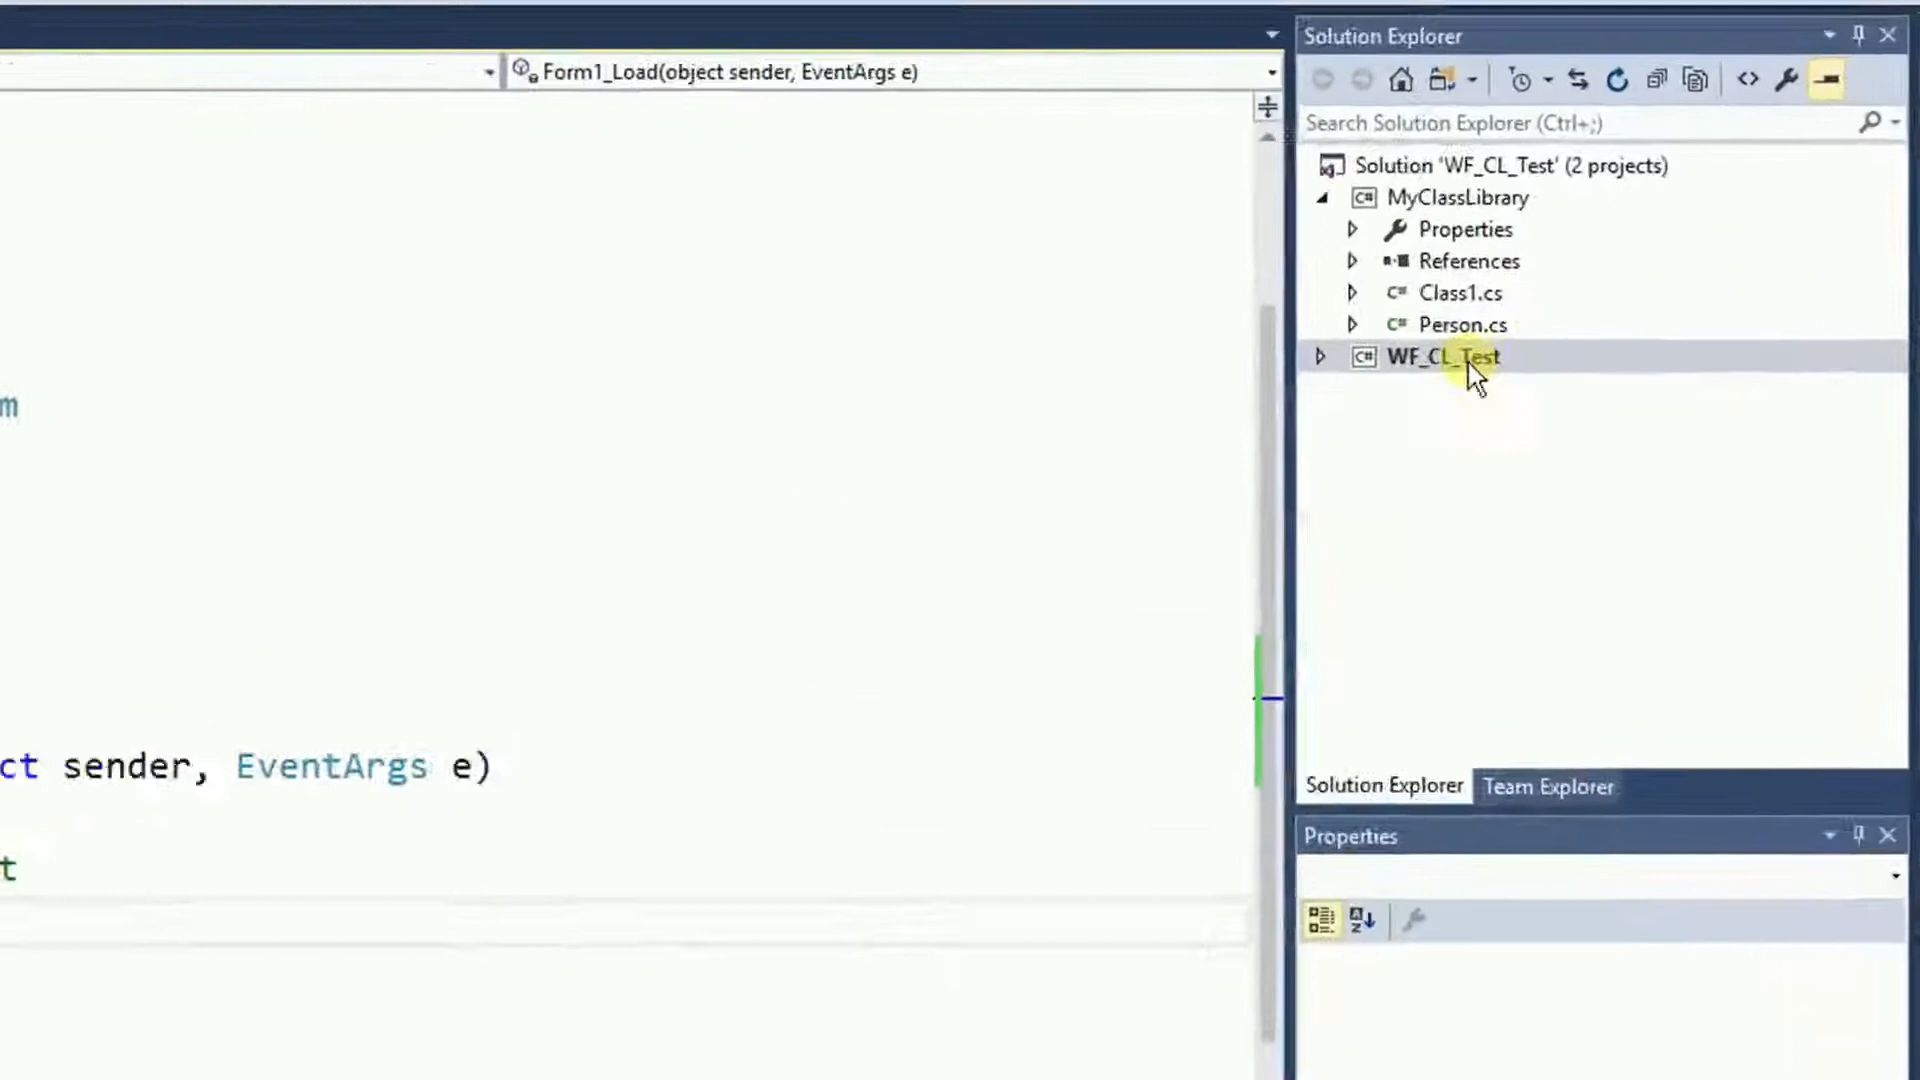 Form1_Load(object sender, EventArgs e)
m
ct sender, EventArgs e)
t
Solution Explorer
Search Solution Explorer (Ctrl+;)
Solution 'WF_CL_Test' (2 projects)
MyClassLibrary
Properties
References
Class1.cs
Person.cs
WF_CL_Test
Solution Explorer Team Explorer
Properties